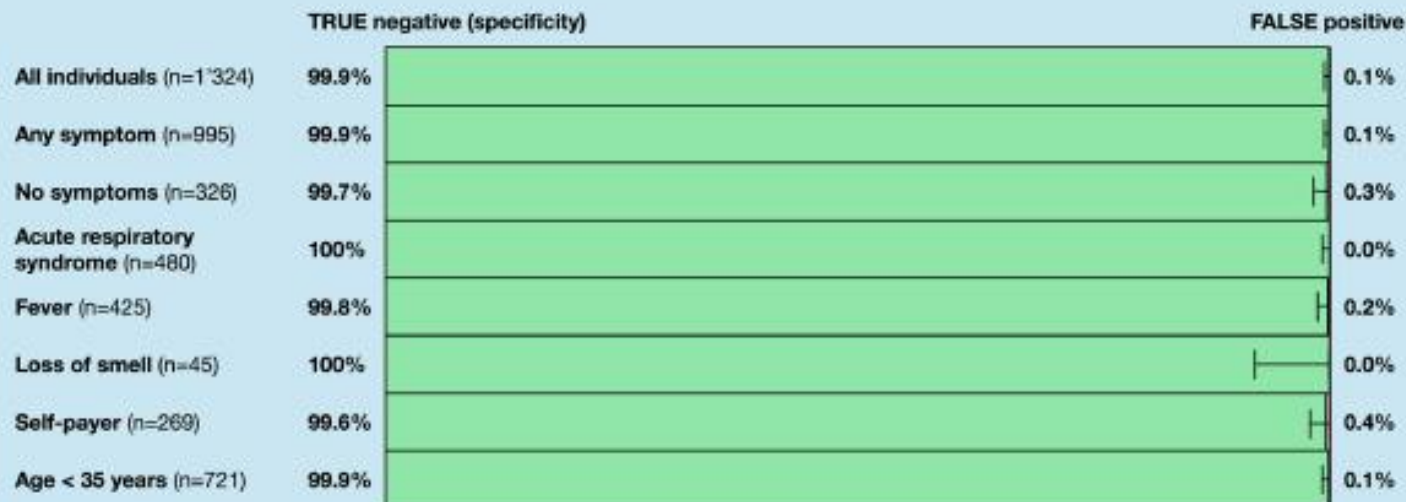 TRUE negative (specificity) FALSE positive
All individuals (n=1'324) 99.9% 0.1%
Any symptom (n=995) 99.9% 0.1%
No symptoms (n=326) 99.7% 0.3%
Acute respiratory
syndrome (n=480) 100% 0.0%
Fever (n=425) 99.8% 0.2%
Loss of smell (n=45) 100% 0.0%
Self-payer (n=269) 99.6% 0.4%
Age < 35 years (n=721) 99.9% 0.1%